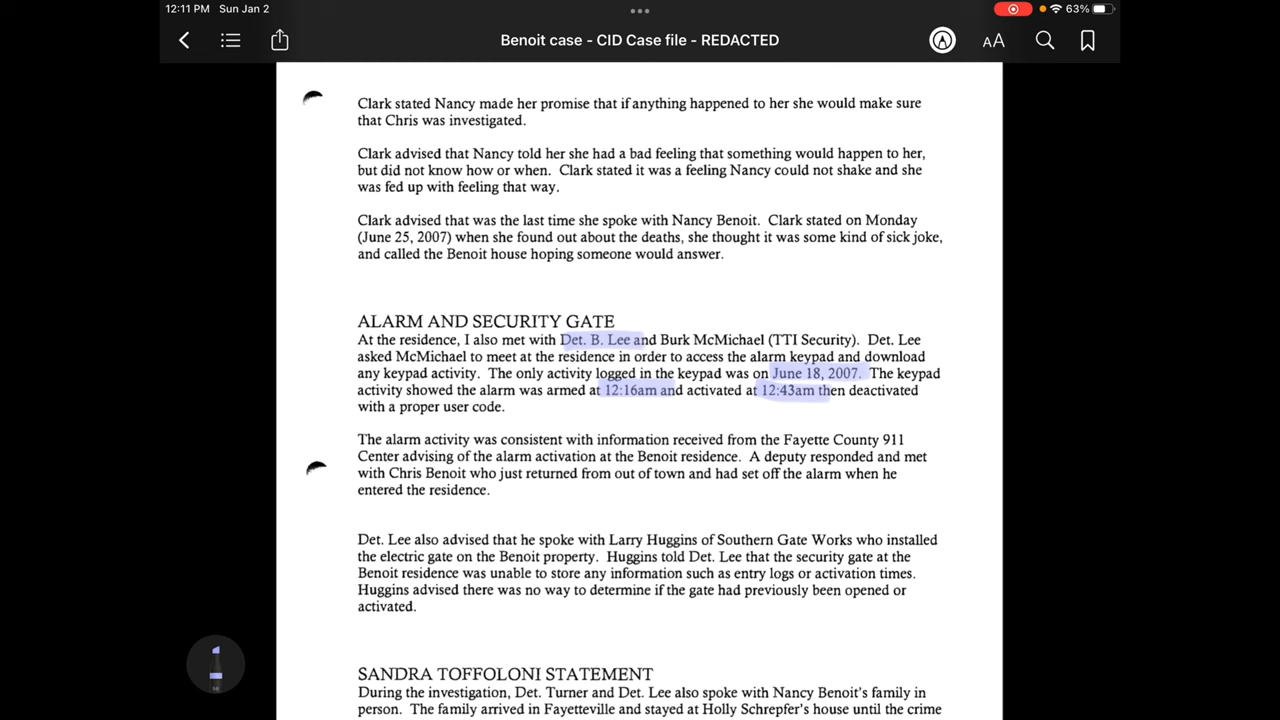 12:11 PM Sun Jan 2
63%
Benoit case - CID Case file - REDACTED
AA
Clark stated Nancy made her promise that if anything happened to her she would make sure
that Chris was investigated.
Clark advised that Nancy told her she had a bad feeling that something would happen to her,
but did not know how or when. Clark stated it was a feeling Nancy could not shake and she
was fed up with feeling that way.
Clark advised that was the last time she spoke with Nancy Benoit. Clark stated on Monday
(June 25, 2007) when she found out about the deaths, she thought it was some kind of sick joke,
and called the Benoit house hoping someone would answer.
ALARM AND SECURITY GATE
At the residence, I also met with Det. B. Lee and Burk McMichael (TTI Security). Det. Lee
asked McMichael to meet at the residence in order to access the alarm keypad and download
any keypad activity. The only activity logged in the keypad was on June 18, 2007. The keypad
activity showed the alarm was armed at 12:16am and activated at 12:43am then deactivated
with a proper user code.
The alarm activity was consistent with information received from the Fayette County 911
Center advising of the alarm activation at the Benoit residence. A deputy responded and met
with Chris Benoit who just returned from out of town and had set off the alarm when he
entered the residence.
Det. Lee also advised that he spoke with Larry Huggins of Southern Gate Works who installed
the electric gate on the Benoit property. Huggins told Det. Lee that the security gate at the
Benoit residence was unable to store any information such as entry logs or activation times.
Huggins advised there was no way to determine if the gate had previously been opened or
activated.
SANDRA TOFFOLONI STATEMENT
During the investigation, Det. Turner and Det. Lee also spoke with Nancy Benoit's family in
person. The family arrived in Fayetteville and stayed at Holly Schrepfer's house until the crime